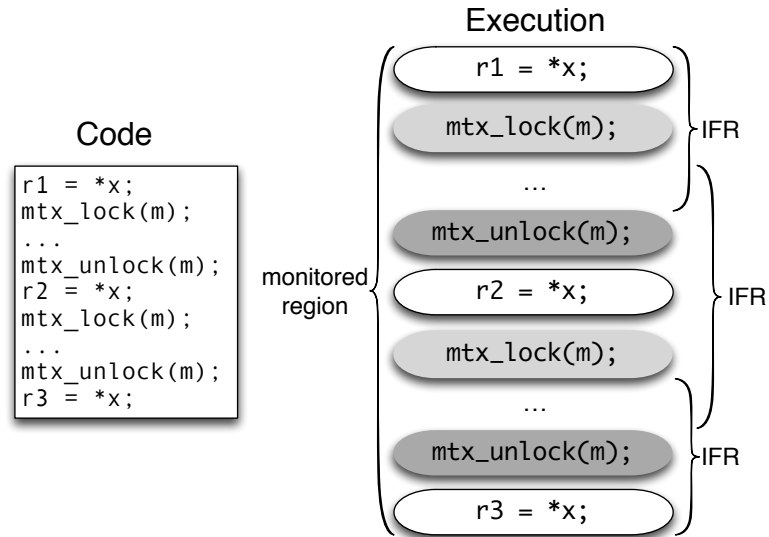 Code
r1 = *x;
mtx_lock(m);
...
mtx_unlock(m);
r2 = *x;
mtx_lock(m);
...
mtx_unlock(m);
r3 = *x;
Execution
monitored
region
r1 = *x;
mtx_lock(m);
...
mtx_unlock(m);
r2 = *x;
mtx_lock(m);
...
mtx_unlock(m);
r3 = *x;
IFR
IFR
IFR